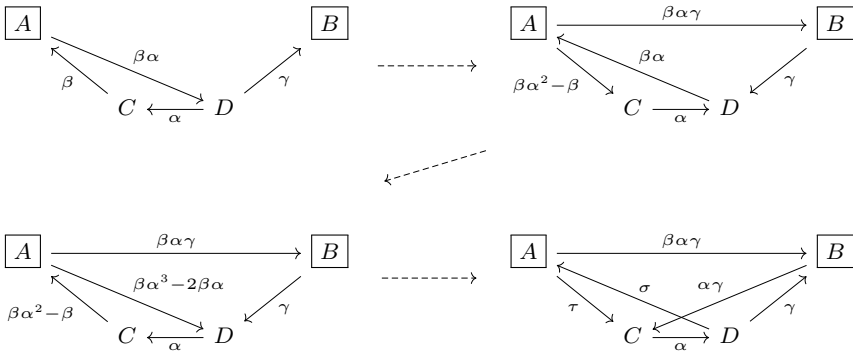 A B βαγ A B
βα βα
β γ βα²−β γ
C D C D
α α
A βαγ B A βαγ B
βα³−2βα σ αγ
βα²−β γ τ γ
C D C D
α α